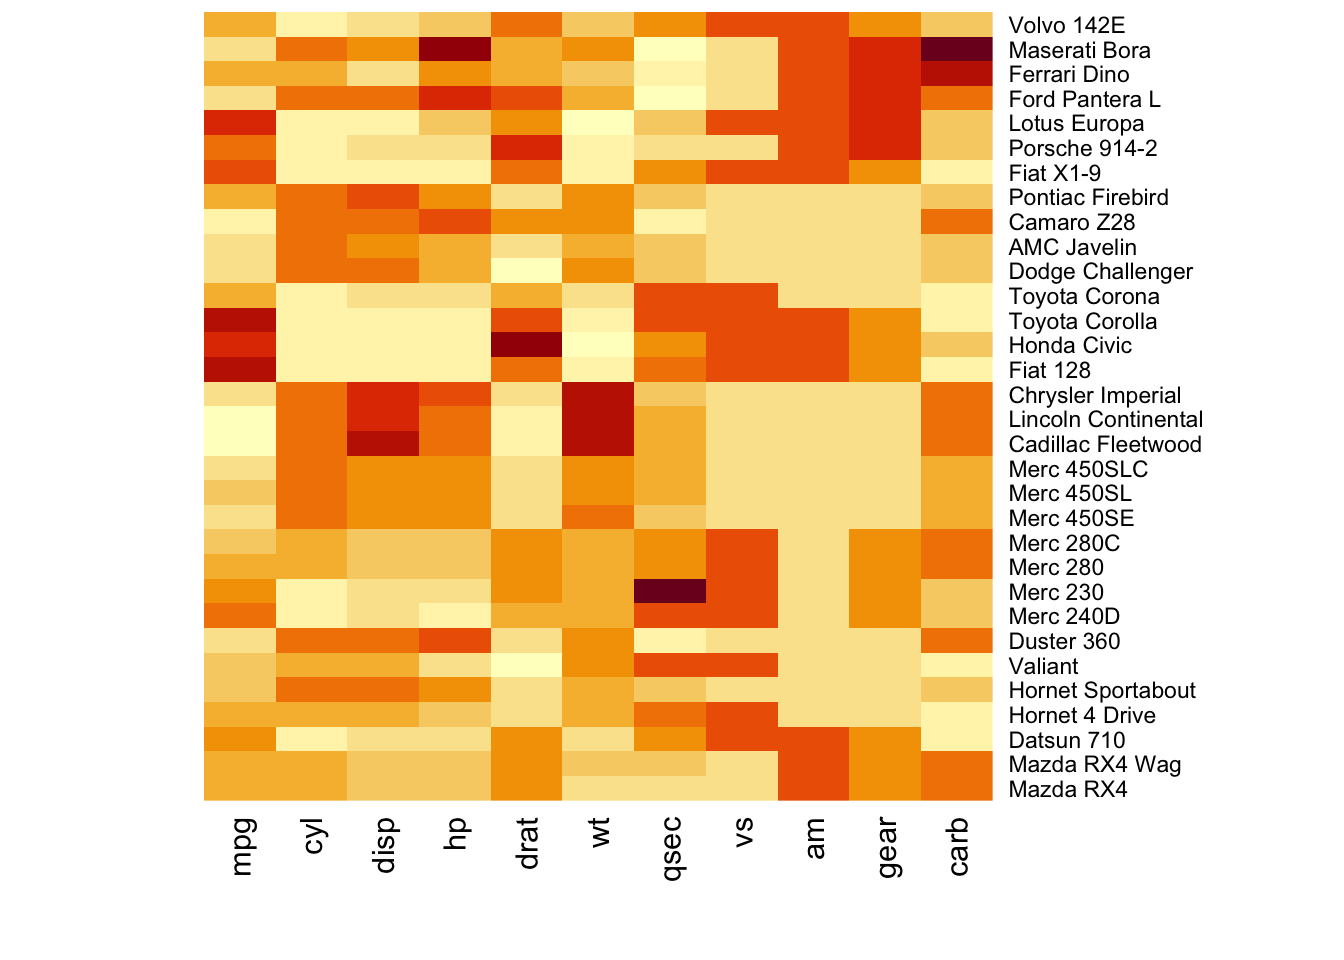 Volvo 142E
Maserati Bora
Ferrari Dino
Ford Pantera L
Lotus Europa
Porsche 914-2
Fiat X1-9
Pontiac Firebird
Camaro Z28
AMC Javelin
Dodge Challenger
Toyota Corona
Toyota Corolla
Honda Civic
Fiat 128
Chrysler Imperial
Lincoln Continental
Cadillac Fleetwood
Merc 450SLC
Merc 450SL
Merc 450SE
Merc 280C
Merc 280
Merc 230
Merc 240D
Duster 360
Valiant
Hornet Sportabout
Hornet 4 Drive
Datsun 710
Mazda RX4 Wag
Mazda RX4
mpg
cyl
disp
hp
drat
wt
qsec
vs
am
gear
carb